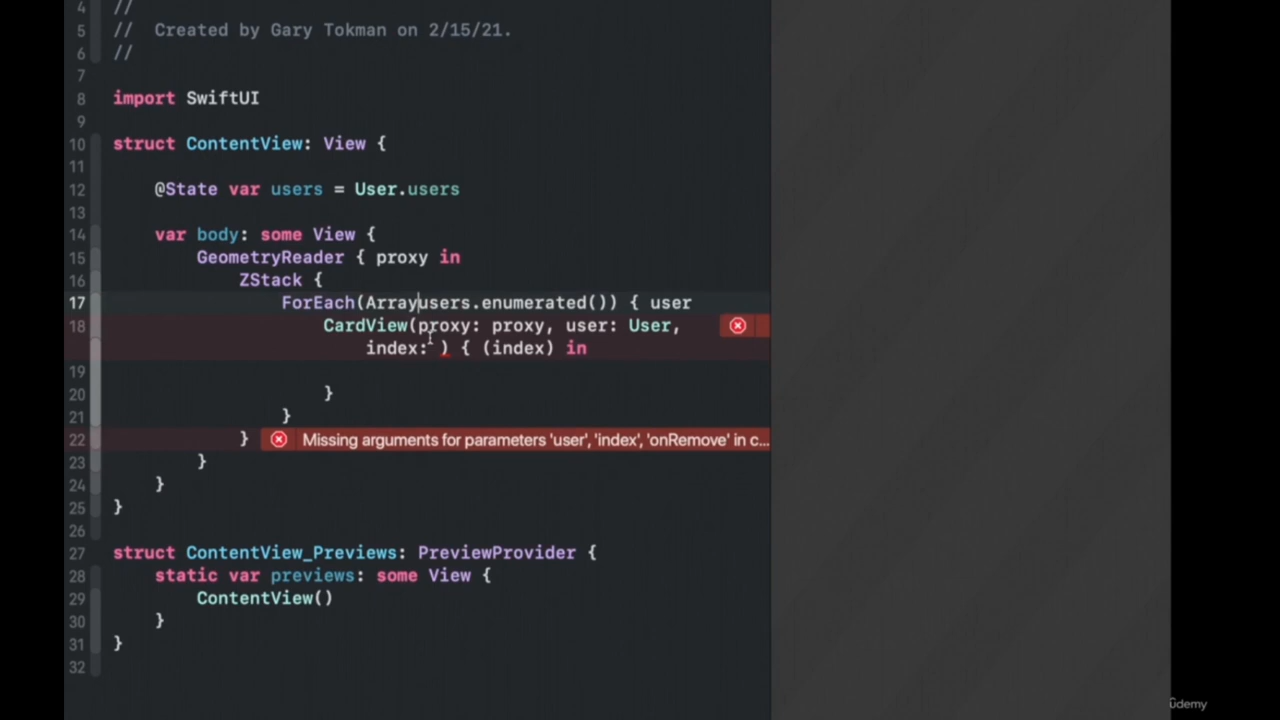 4 //
5 //  Created by Gary Tokman on 2/15/21.
6 //
7
8 import SwiftUI
9
10 struct ContentView: View {
11
12     @State var users = User.users
13
14     var body: some View {
15         GeometryReader { proxy in
16             ZStack {
17                 ForEach(Arrayusers.enumerated()) { user
18                     CardView(proxy: proxy, user: User,
                           index: ) { (index) in
19
20                     }
21                 }
22             } Missing arguments for parameters 'user', 'index', 'onRemove' in c...
23         }
24     }
25 }
26
27 struct ContentView_Previews: PreviewProvider {
28     static var previews: some View {
29         ContentView()
30     }
31 }
32
ûdemy